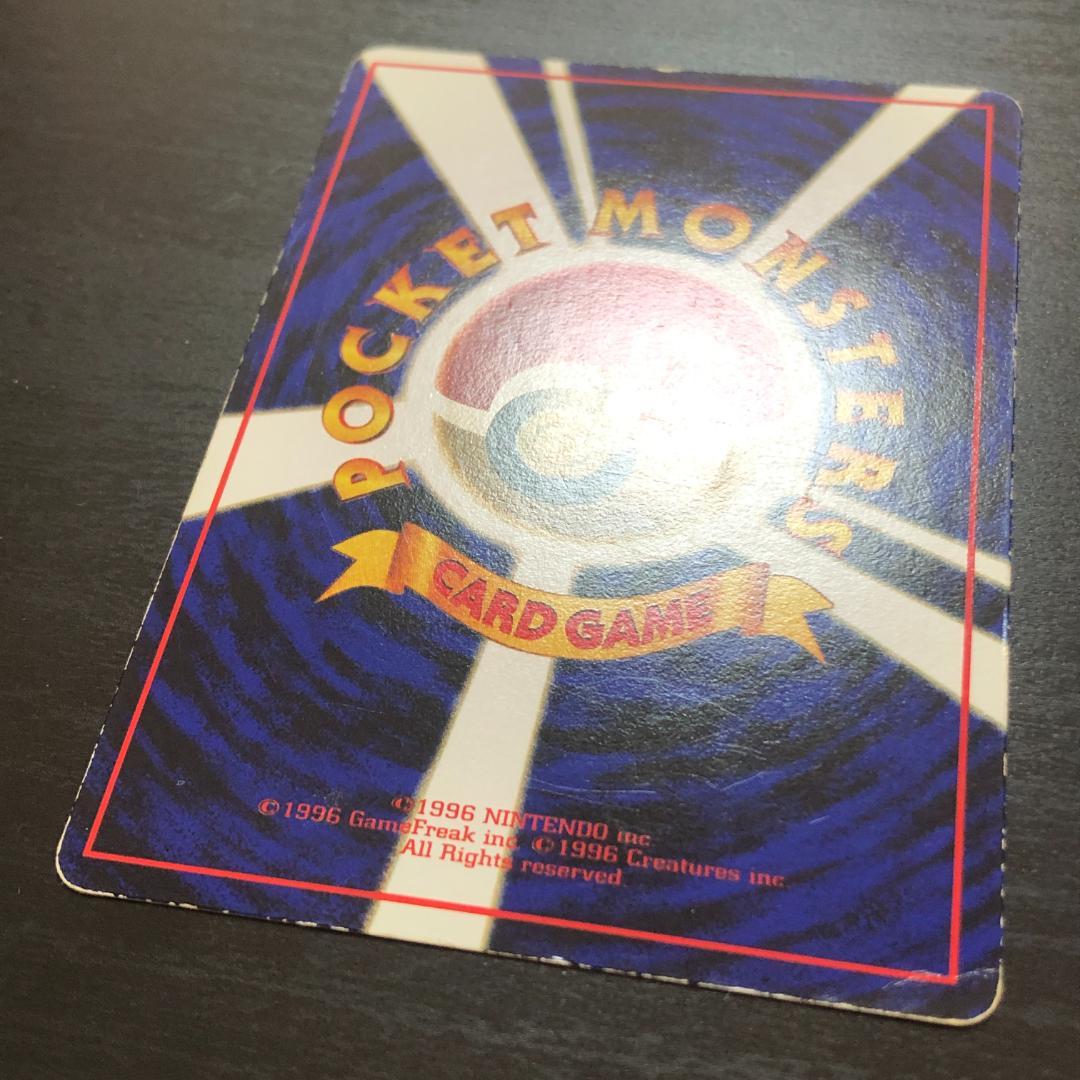 POCKET MONSTERS
CARD GAME
©1996 NINTENDO inc
©1996 GameFreak inc ©1996 Creatures inc
All Rights reserved